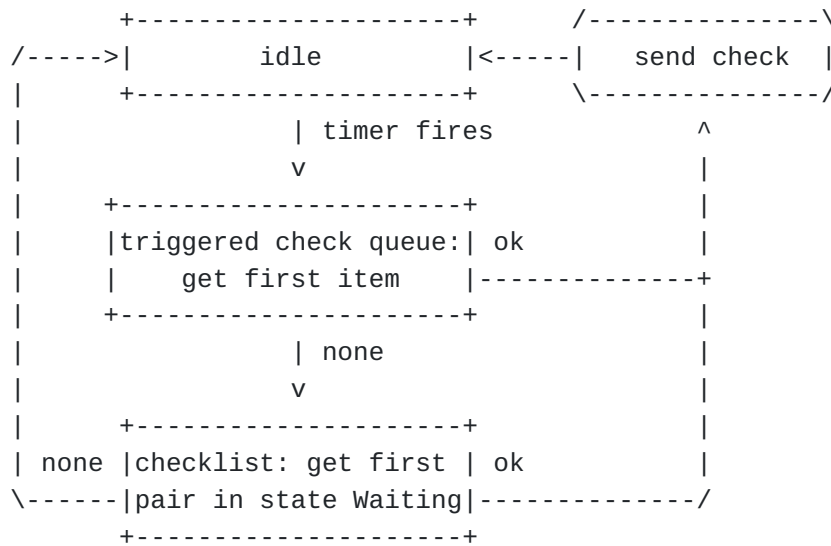 idle
send check
timer fires
triggered check queue: ok
get first item
none
none checklist: get first ok
pair in state Waiting